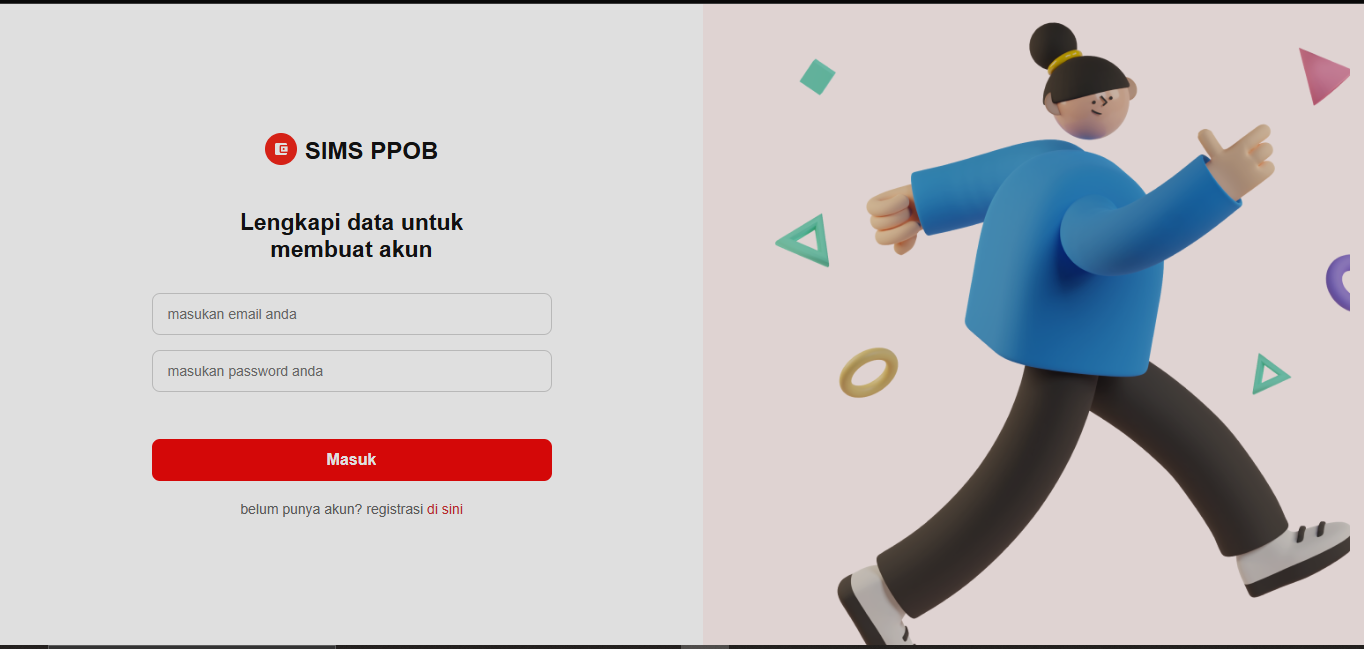 SIMS PPOB
Lengkapi data untuk
membuat akun
masukan email anda
masukan password anda
Masuk
belum punya akun? registrasi di sini